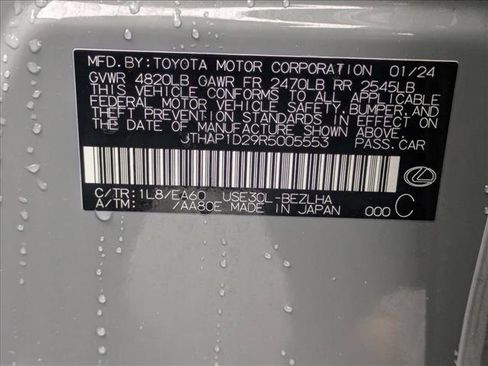 MFD.BY:TOYOTA MOTOR CORPORATION 01/24
GVWR 4820LB GAWR FR 2470LB RR 2545LB
THIS VEHICLE CONFORMS TO ALL APPLICABLE
FEDERAL MOTOR VEHICLE SAFETY,BUMPER,AND
THEFT PREVENTION STANDARDS IN EFFECT ON
THE DATE OF MANUFACTURE SHOWN ABOVE.
JTHAP1D29R5005553 PASS.CAR
C/TR:1L8/EA60 USE30L-BEZLHA
A/TM: /AA80E MADE IN JAPAN 000 C